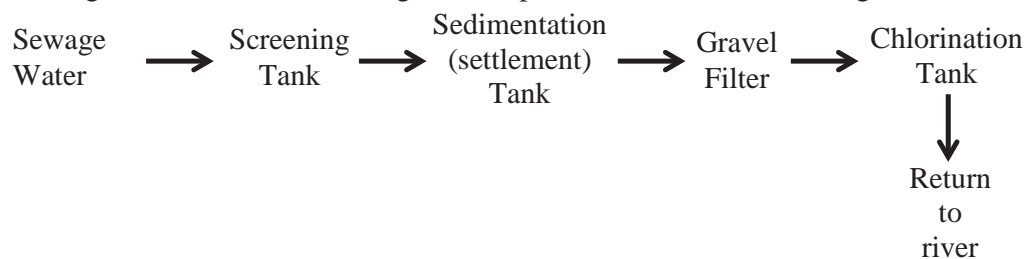 Sewage
Water
Screening
Tank
Sedimentation
(settlement)
Tank
Gravel
Filter
Chlorination
Tank
Return
to
river